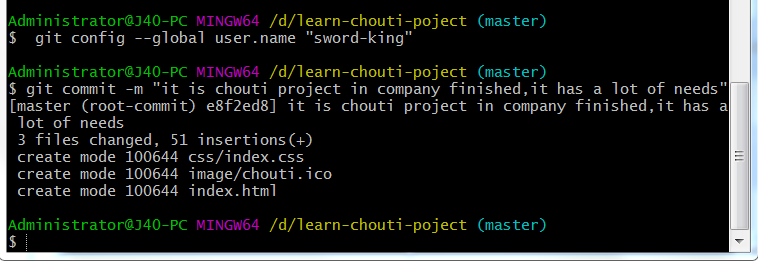 Administrator@J40-PC MINGW64 /d/learn-chouti-poject (master)
$  git config --global user.name "sword-king"
Administrator@J40-PC MINGW64 /d/learn-chouti-poject (master)
$ git commit -m "it is chouti project in company finished,it has a lot of needs"
[master (root-commit) e8f2ed8] it is chouti project in company finished,it has a
 lot of needs
 3 files changed, 51 insertions(+)
 create mode 100644 css/index.css
 create mode 100644 image/chouti.ico
 create mode 100644 index.html
Administrator@J40-PC MINGW64 /d/learn-chouti-poject (master)
$